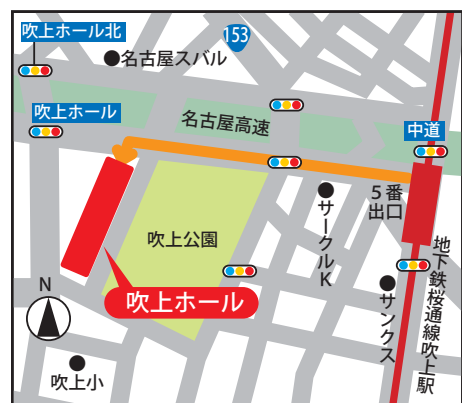 吹上ホール北
153
●名古屋スバル
吹上ホール
名古屋高速
中道
5番
出口
●サークルK
吹上公園
地下鉄桜通線吹上駅
●サンクス
吹上ホール
N
●
吹上小